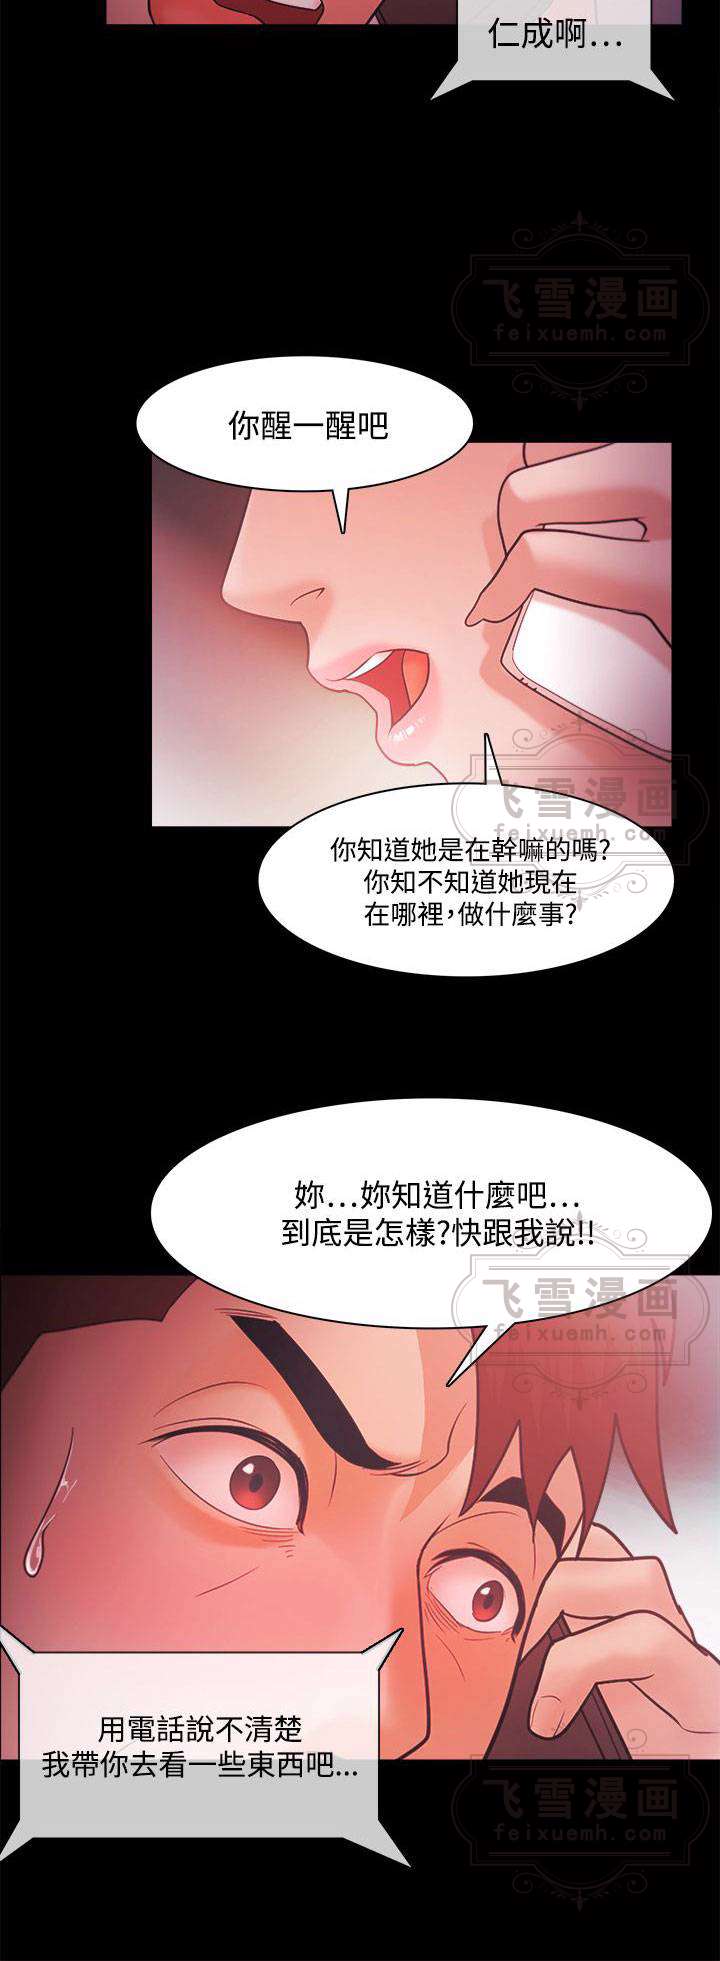 仁成啊...
飞雪漫画
feixuemh.com
你醒一醒吧
飞雪漫画
feixuemh.com
你知道她是在幹嘛的嗎?
你知不知道她現在
在哪裡，做什麼事?
妳...妳知道什麼吧...
到底是怎樣?快跟我說!!
飞雪漫画
feixuemh.com
用電話說不清楚
我帶你去看一些東西吧...
飞雪漫画
feixuemh.com